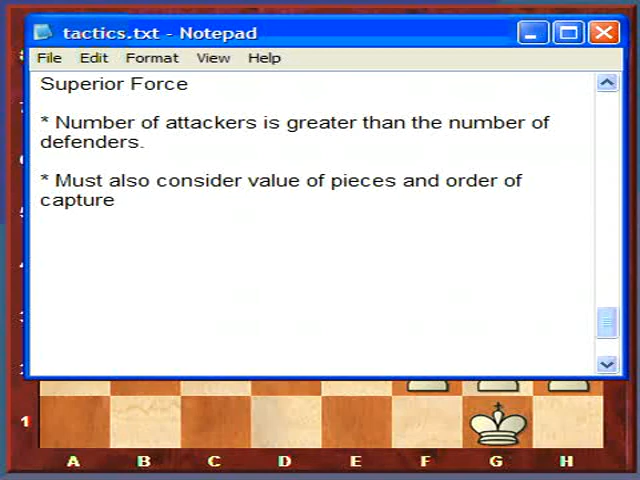 tactics.txt - Notepad
File Edit Format View Help
Superior Force
* Number of attackers is greater than the number of
defenders.
* Must also consider value of pieces and order of
capture
1
A B C D E F G H